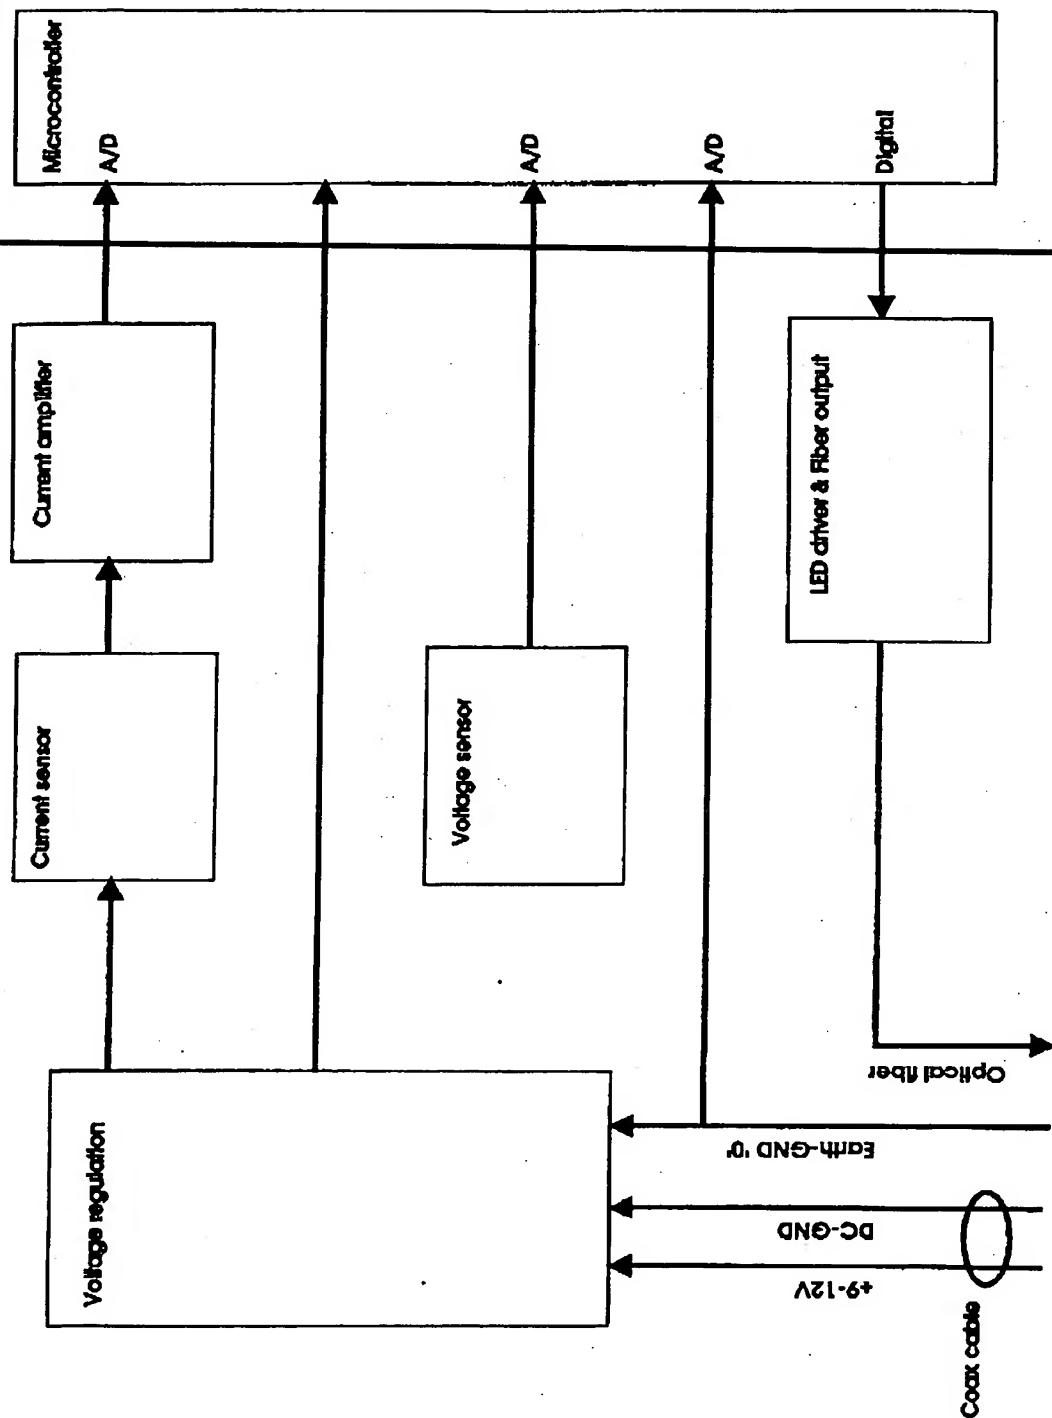 Microcontroller
A/D
A/D
A/D
Digital
Current amplifier
LED driver & Fiber output
Current sensor
Voltage sensor
Voltage regulation
Optical fiber
Earth-GND '0'
DC-GND
+9-12V
Coax cable